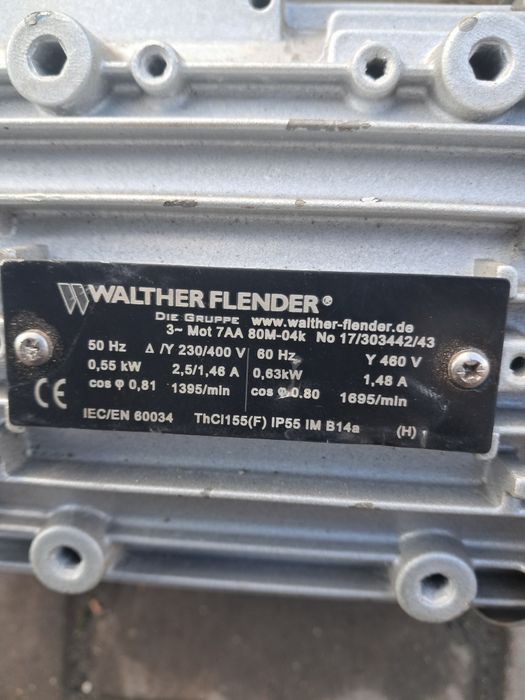 WALTHER FLENDER®
DIE GRUPPE www.walther-flender.de
3~ Mot 7AA 80M-04k No 17/303442/43
50 Hz Δ/Y 230/400 V 60 Hz Y 460 V
0,55 kW 2,5/1,46 A 0,63kW 1,48 A
cos φ 0,81 1395/min cos φ 0.80 1695/min
CE IEC/EN 60034 ThCl155(F) IP55 IM B14a (H)